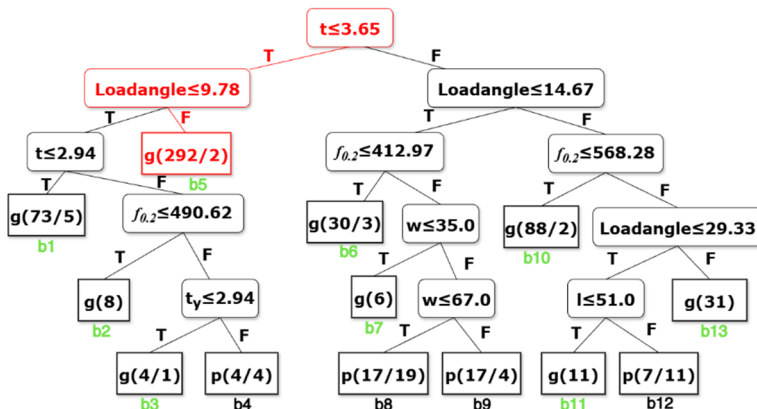 t≤3.65
T F
Loadangle≤9.78 Loadangle≤14.67
T F T F
t≤2.94 g(292/2) f0.2≤412.97 f0.2≤568.28
b5
T F T F T F
g(73/5) f0.2≤490.62 g(30/3) w≤35.0 g(88/2) Loadangle≤29.33
b1 b6 b10
T F T F T F
g(8) ty≤2.94 g(6) w≤67.0 l≤51.0 g(31)
b2 b7 b13
T F T F T F
g(4/1) p(4/4) p(17/19) p(17/4) g(11) p(7/11)
b3 b4 b8 b9 b11 b12